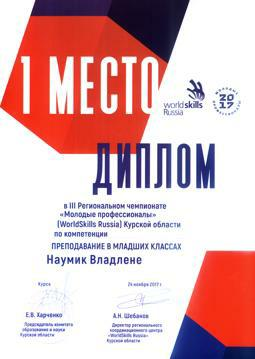 1 МЕСТО
worldskills
Russia
МОЛОДЫЕ
ПРОФЕССИОНАЛЫ
2017
ДИПЛОМ
в III Региональном чемпионате
«Молодые профессионалы»
(WorldSkills Russia) Курской области
по компетенции
ПРЕПОДАВАНИЕ В МЛАДШИХ КЛАССАХ
Наумик Владлене
Курск
24 ноября 2017 г
Е.В. Харченко
Председатель комитета
образования и науки
Курской области
А.Н. Шебанов
Директор регионального
координационного центра
«WorldSkills Russia»
Курской области